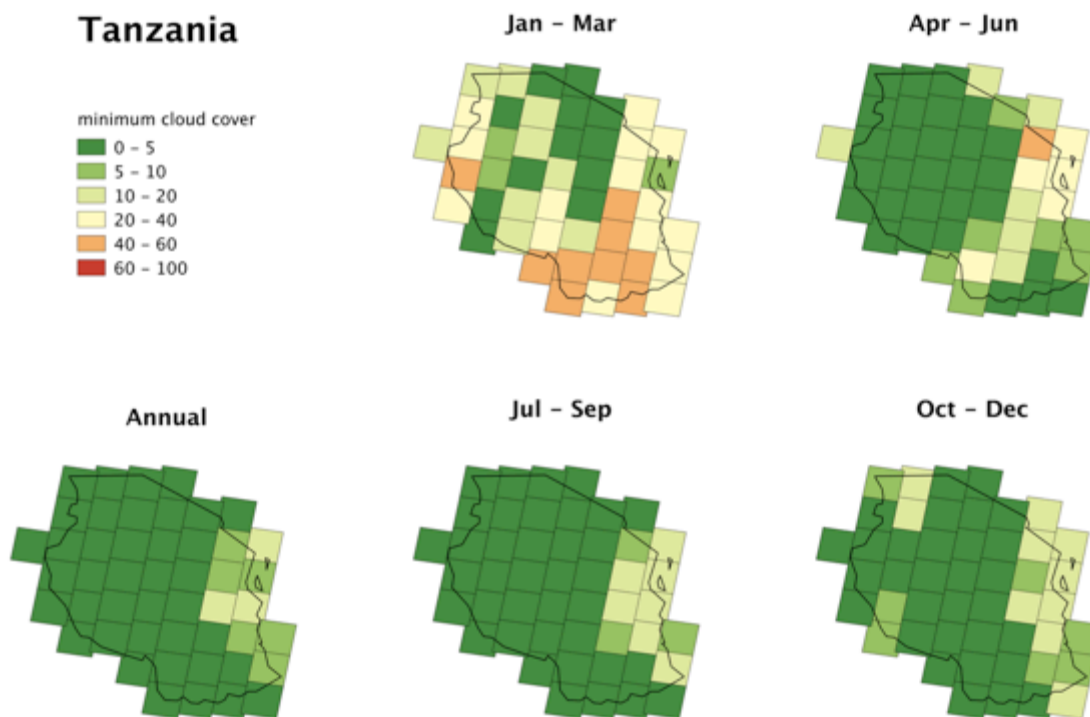 Tanzania
Jan – Mar
Apr – Jun
minimum cloud cover
0 – 5
5 – 10
10 – 20
20 – 40
40 – 60
60 – 100
Annual
Jul – Sep
Oct – Dec